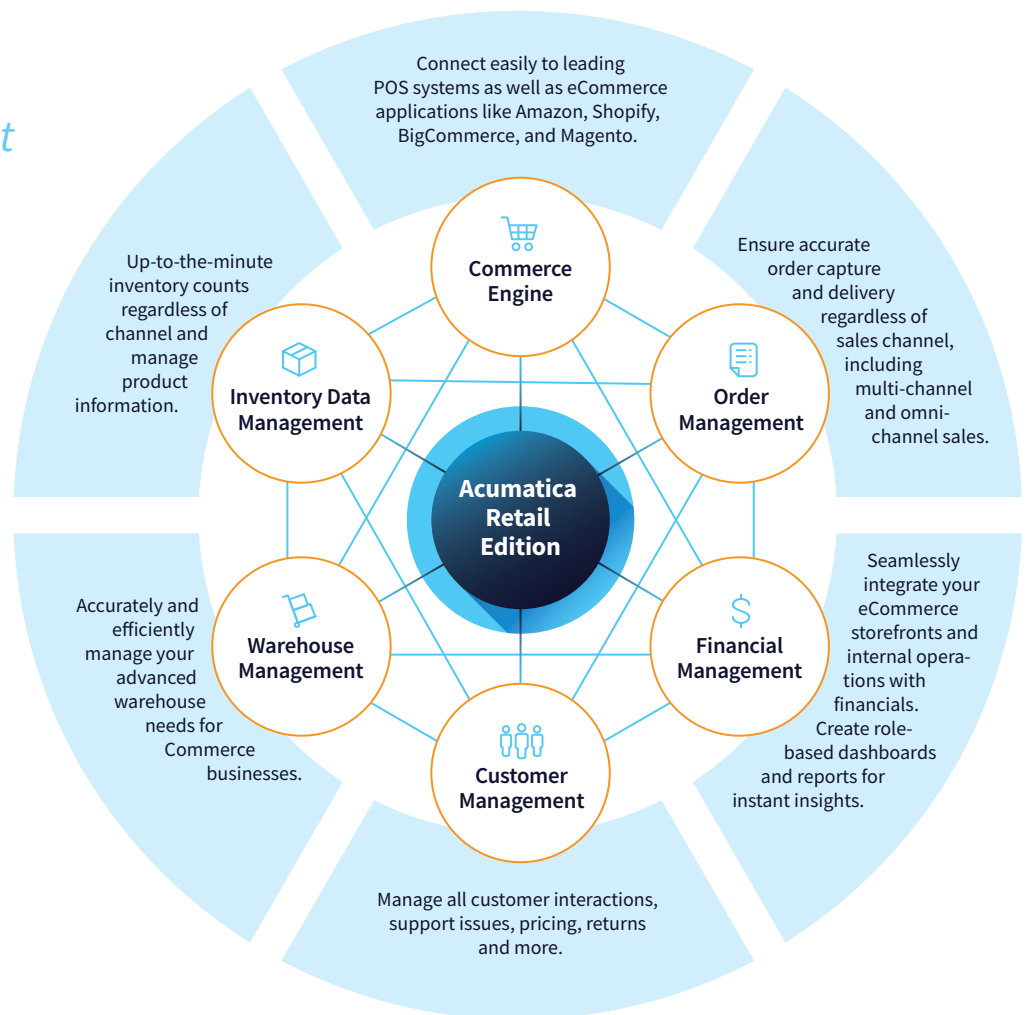 t
Connect easily to leading
POS systems as well as eCommerce
applications like Amazon, Shopify,
BigCommerce, and Magento.
Commerce
Engine
Ensure accurate
order capture
and delivery
regardless of
sales channel,
including
multi-channel
and omni-
channel sales.
Order
Management
Seamlessly
integrate your
eCommerce
storefronts and
internal opera-
tions with
financials.
Create role-
based dashboards
and reports for
instant insights.
Financial
Management
Customer
Management
Manage all customer interactions,
support issues, pricing, returns
and more.
Accurately and
efficiently
manage your
advanced
warehouse
needs for
Commerce
businesses.
Warehouse
Management
Up-to-the-minute
inventory counts
regardless of
channel and
manage
product
information.
Inventory Data
Management
Acumatica
Retail
Edition